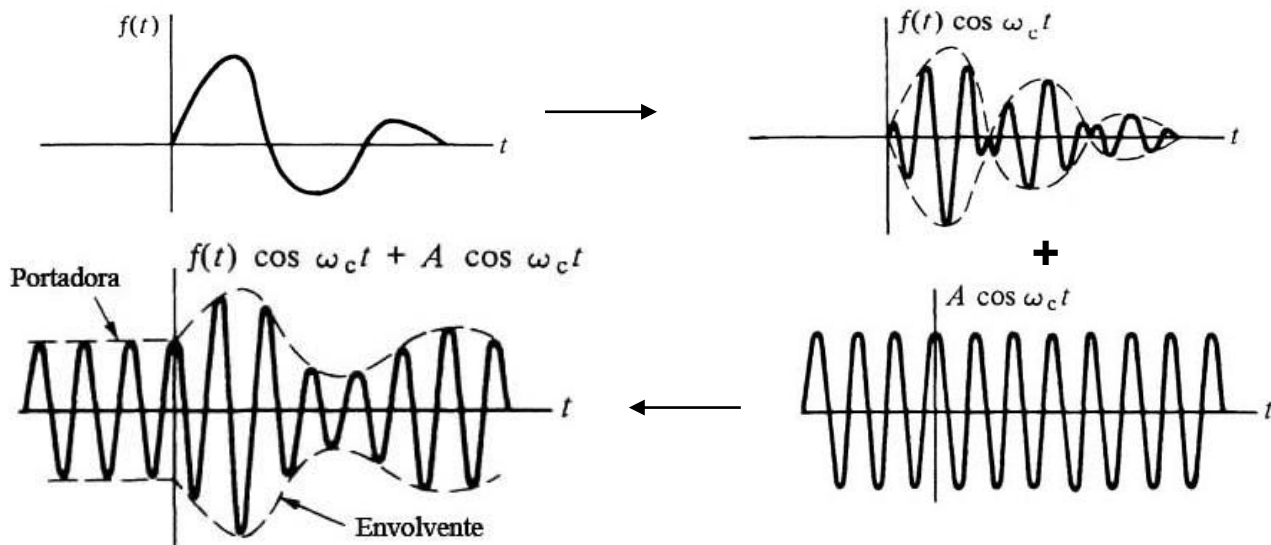 f(t)
t
f(t) cos ω_c t
t
+
f(t) cos ω_c t + A cos ω_c t
Portadora
t
Envolvente
A cos ω_c t
t